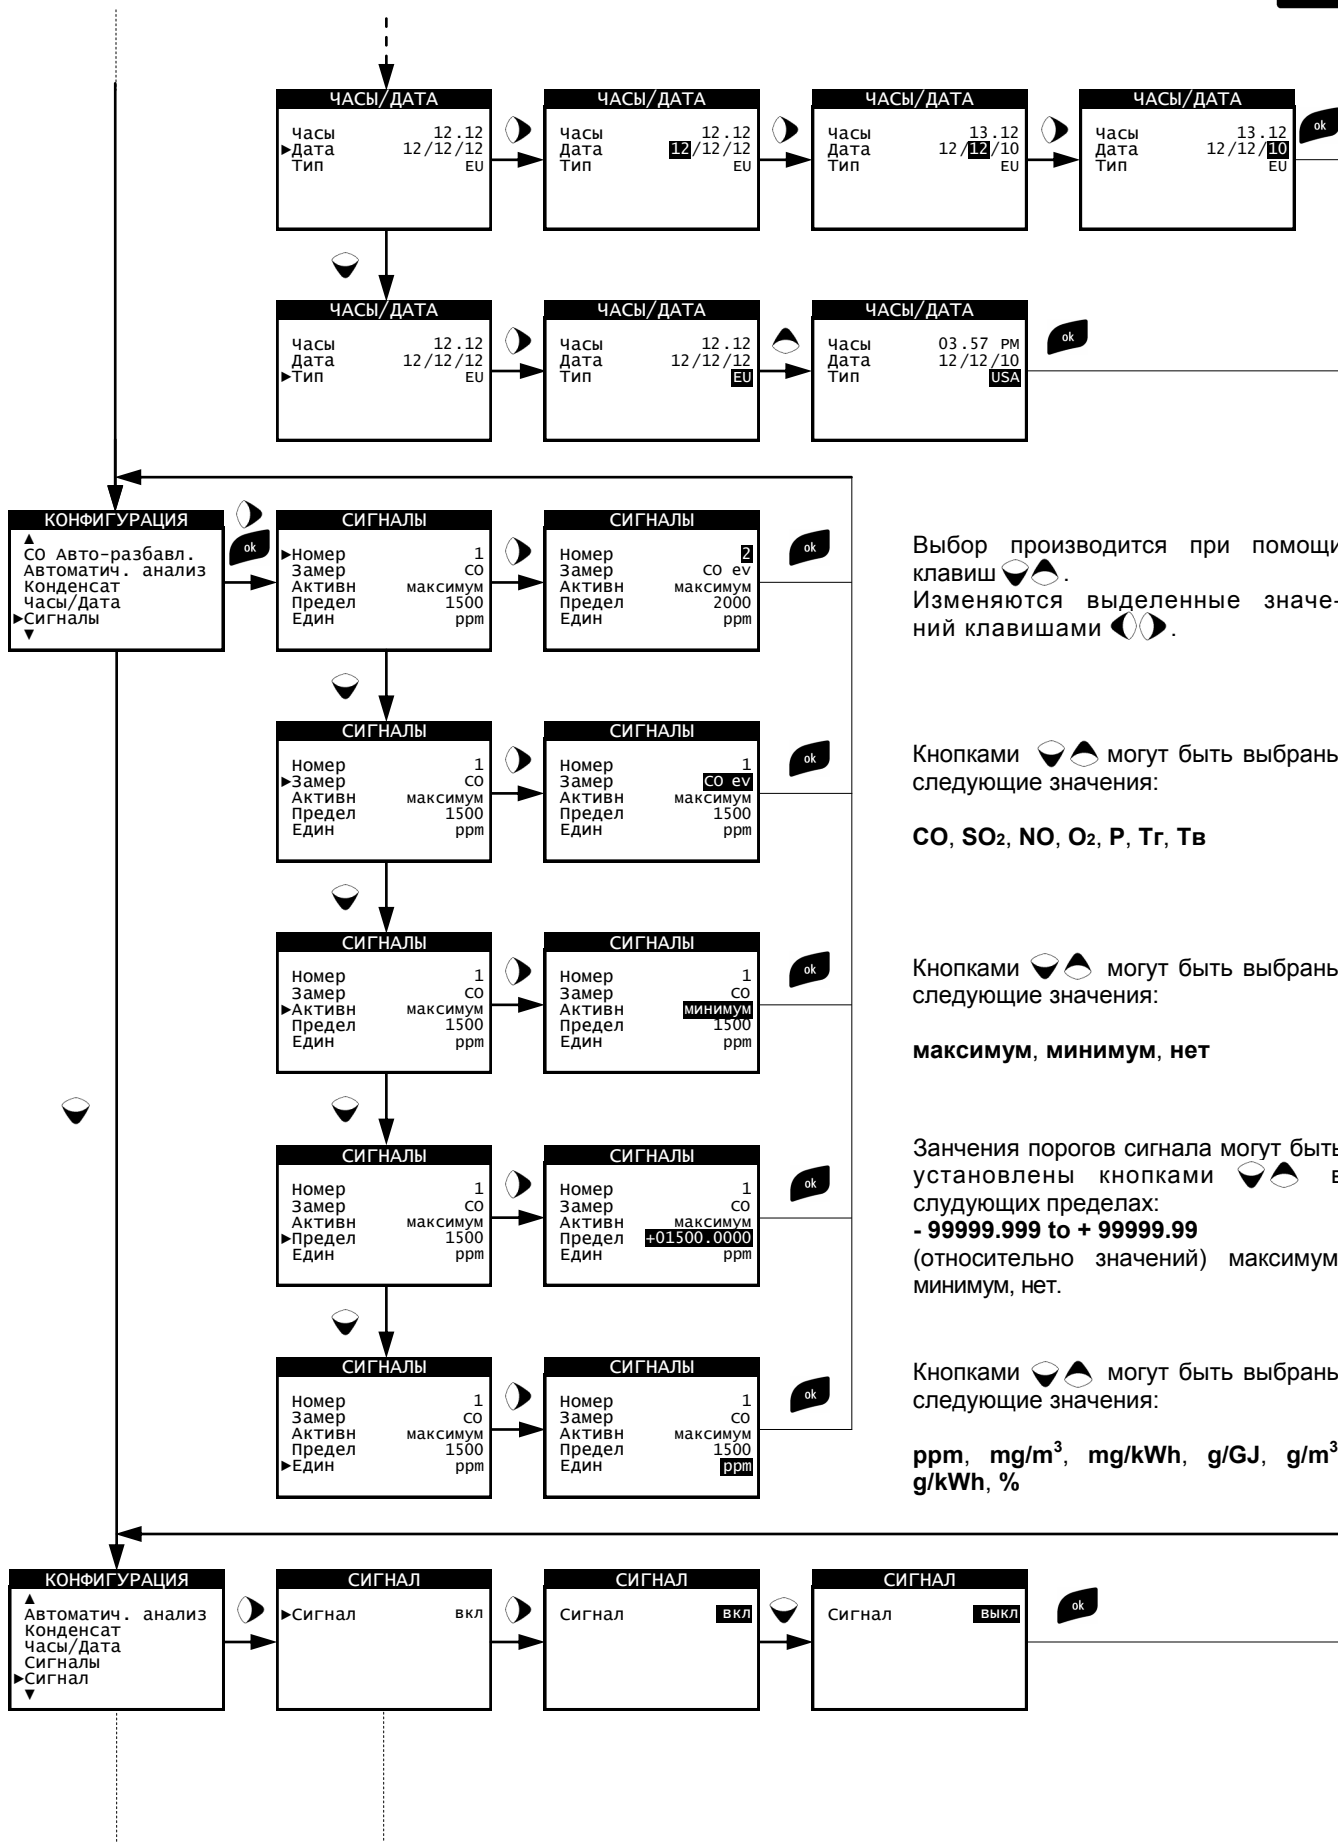 ЧАСЫ/ДАТА
Часы 12.12
►Дата 12/12/12
Тип EU
ЧАСЫ/ДАТА
Часы 12.12
Дата 12/12/12
Тип EU
ЧАСЫ/ДАТА
Часы 13.12
Дата 12/12/10
Тип EU
ЧАСЫ/ДАТА
Часы 13.12
Дата 12/12/10
Тип EU
ok
ЧАСЫ/ДАТА
Часы 12.12
Дата 12/12/12
►Тип EU
ЧАСЫ/ДАТА
Часы 12.12
Дата 12/12/12
Тип EU
ЧАСЫ/ДАТА
Часы 03.57 PM
Дата 12/12/10
Тип USA
ok
КОНФИГУРАЦИЯ
▲
CO Авто-разбавл.
Автоматич. анализ
Конденсат
Часы/Дата
►Сигналы
▼
ok
СИГНАЛЫ
►Номер 1
Замер CO
Активн максимум
Предел 1500
Един ppm
СИГНАЛЫ
Номер 2
Замер CO ev
Активн максимум
Предел 2000
Един ppm
ok
Выбор производится при помощи
клавиш .
Изменяются выделенные значе-
ний клавишами .
СИГНАЛЫ
Номер 1
►Замер CO
Активн максимум
Предел 1500
Един ppm
СИГНАЛЫ
Номер 1
Замер CO ev
Активн максимум
Предел 1500
Един ppm
ok
Кнопками могут быть выбраны
следующие значения:
CO, SO2, NO, O2, P, Tг, Tв
СИГНАЛЫ
Номер 1
Замер CO
►Активн максимум
Предел 1500
Един ppm
СИГНАЛЫ
Номер 1
Замер CO
Активн минимум
Предел 1500
Един ppm
ok
Кнопками могут быть выбраны
следующие значения:
максимум, минимум, нет
СИГНАЛЫ
Номер 1
Замер CO
Активн максимум
►Предел 1500
Един ppm
СИГНАЛЫ
Номер 1
Замер CO
Активн максимум
Предел +01500.0000
Един ppm
ok
Занчения порогов сигнала могут быть
установлены кнопками в
слудующих пределах:
- 99999.999 to + 99999.99
(относительно значений) максимум
минимум, нет.
СИГНАЛЫ
Номер 1
Замер CO
Активн максимум
Предел 1500
►Един ppm
СИГНАЛЫ
Номер 1
Замер CO
Активн максимум
Предел 1500
Един ppm
ok
Кнопками могут быть выбраны
следующие значения:
ppm, mg/m³, mg/kWh, g/GJ, g/m³
g/kWh, %
КОНФИГУРАЦИЯ
▲
Автоматич. анализ
Конденсат
Часы/Дата
Сигналы
►Сигнал
▼
СИГНАЛ
►Сигнал вкл
СИГНАЛ
Сигнал вкл
СИГНАЛ
Сигнал выкл
ok